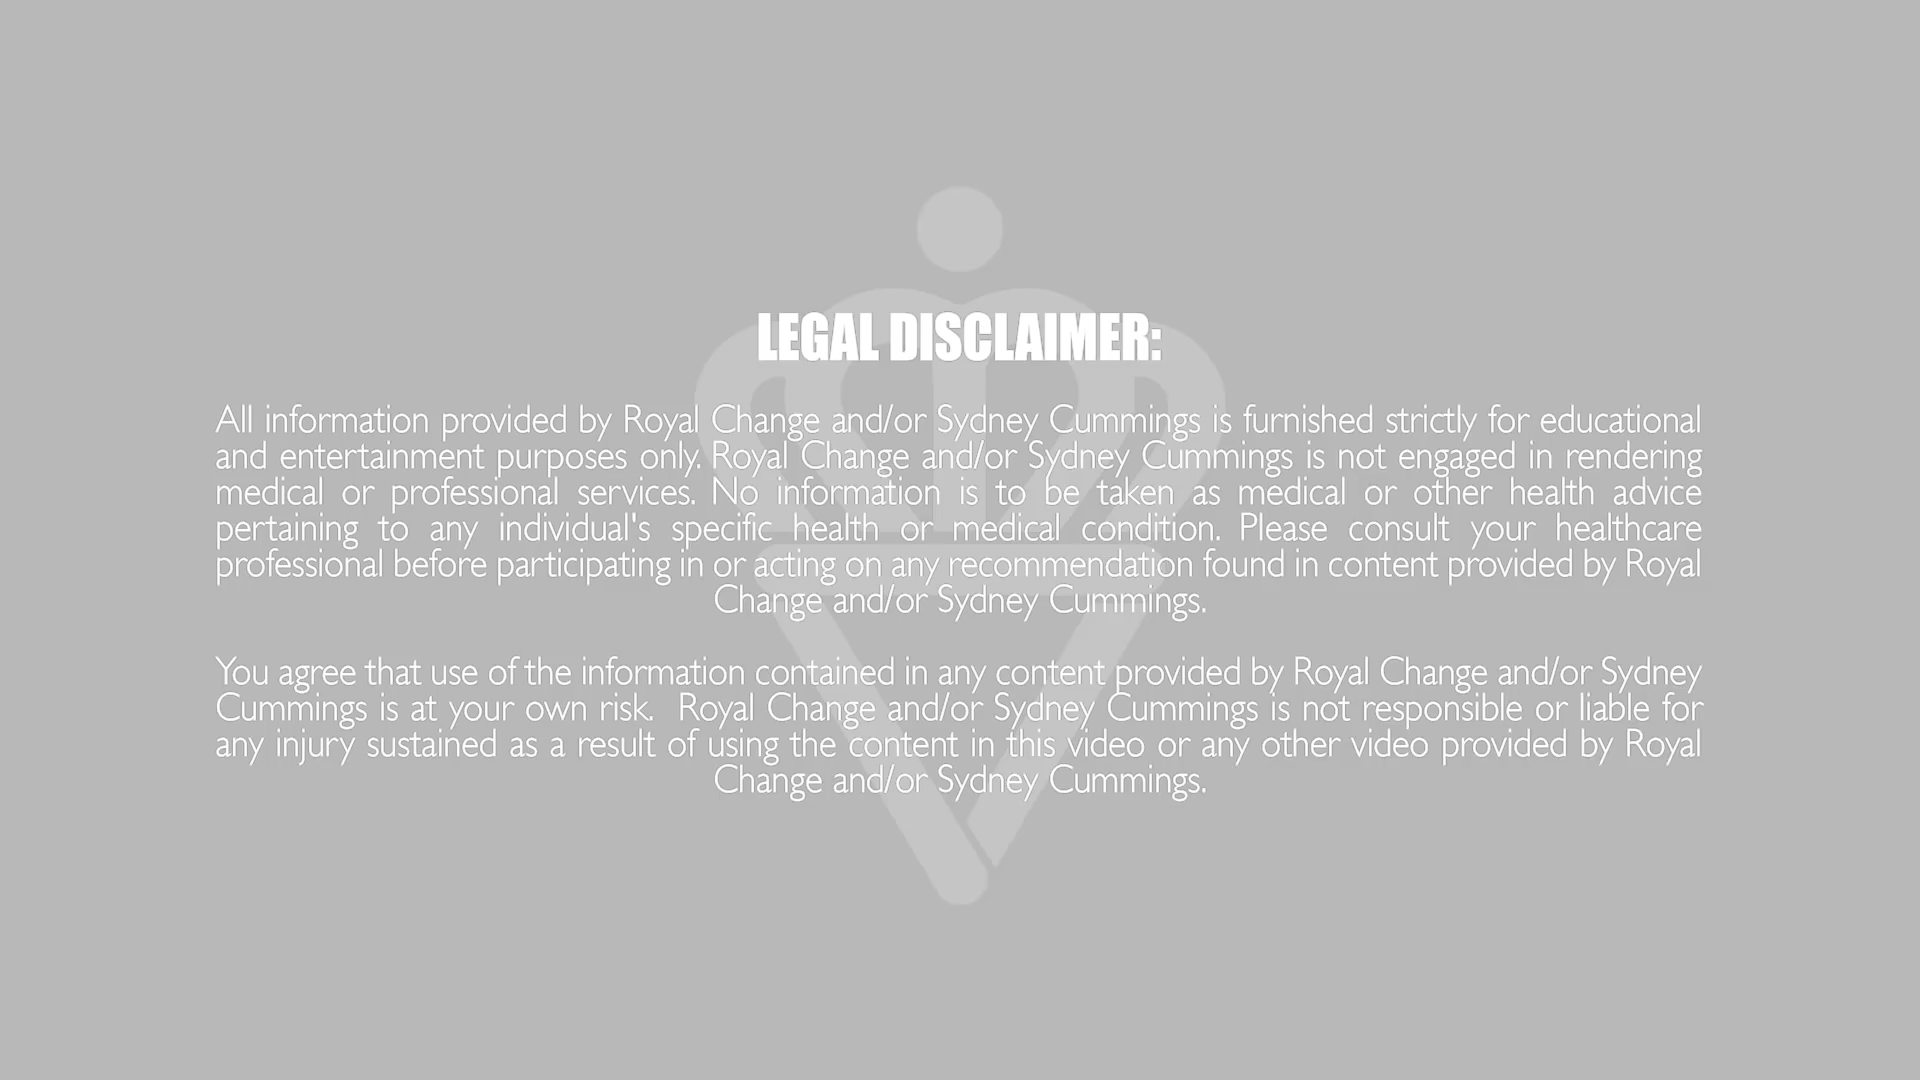 LEGAL DISCLAIMER:
All information provided by Royal Change and/or Sydney Cummings is furnished strictly for educational
and entertainment purposes only. Royal Change and/or Sydney Cummings is not engaged in rendering
medical or professional services. No information is to be taken as medical or other health advice
pertaining to any individual's specific health or medical condition. Please consult your healthcare
professional before participating in or acting on any recommendation found in content provided by Royal
Change and/or Sydney Cummings.
You agree that use of the information contained in any content provided by Royal Change and/or Sydney
Cummings is at your own risk.  Royal Change and/or Sydney Cummings is not responsible or liable for
any injury sustained as a result of using the content in this video or any other video provided by Royal
Change and/or Sydney Cummings.